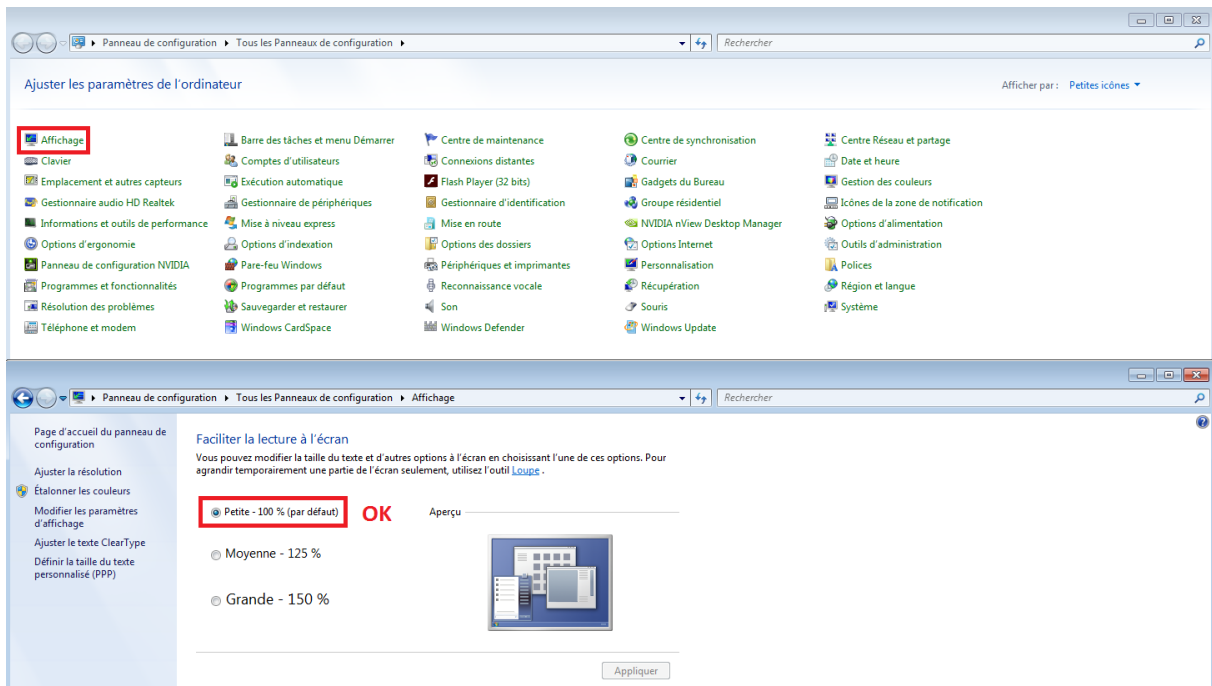 Panneau de configuration Tous les Panneaux de configuration
Rechercher
Ajuster les paramètres de l'ordinateur
Afficher par : Petites icônes
Affichage Barre des tâches et menu Démarrer Centre de maintenance Centre de synchronisation Centre Réseau et partage
Clavier Comptes d'utilisateurs Connexions distantes Courrier Date et heure
Emplacement et autres capteurs Exécution automatique Flash Player (32 bits) Gadgets du Bureau Gestion des couleurs
Gestionnaire audio HD Realtek Gestionnaire de périphériques Gestionnaire d'identification Groupe résidentiel Icônes de la zone de notification
Informations et outils de performance Mise à niveau express Mise en route NVIDIA nView Desktop Manager Options d'alimentation
Options d'ergonomie Options d'indexation Options des dossiers Options Internet Outils d'administration
Panneau de configuration NVIDIA Pare-feu Windows Périphériques et imprimantes Personnalisation Polices
Programmes et fonctionnalités Programmes par défaut Reconnaissance vocale Récupération Région et langue
Résolution des problèmes Sauvegarder et restaurer Son Souris Système
Téléphone et modem Windows CardSpace Windows Defender Windows Update
Panneau de configuration Tous les Panneaux de configuration Affichage
Rechercher
Page d'accueil du panneau de
configuration
Ajuster la résolution
Étalonner les couleurs
Modifier les paramètres
d'affichage
Ajuster le texte ClearType
Définir la taille du texte
personnalisé (PPP)
Faciliter la lecture à l'écran
Vous pouvez modifier la taille du texte et d'autres options à l'écran en choisissant l'une de ces options. Pour
agrandir temporairement une partie de l'écran seulement, utilisez l'outil Loupe .
Petite - 100 % (par défaut) OK Aperçu
Moyenne - 125 %
Grande - 150 %
Appliquer